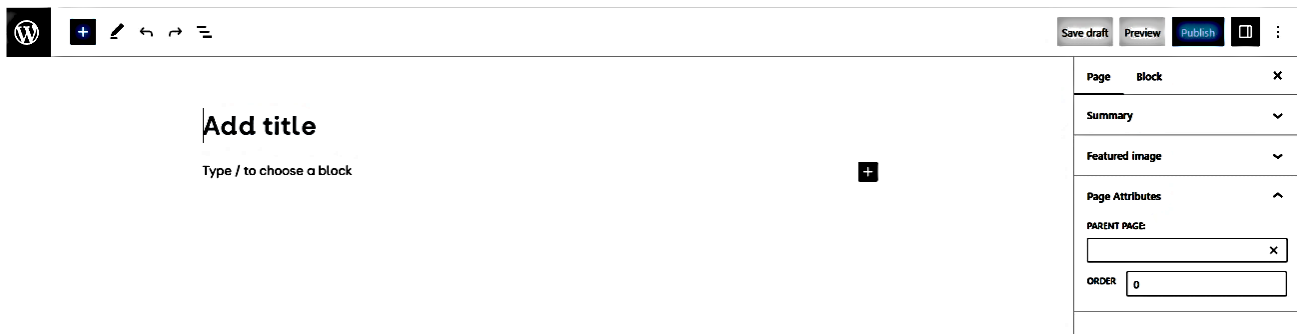 Save draft Preview Publish
Page Block
Add title
Type / to choose a block
Summary
Featured image
Page Attributes
PARENT PAGE:
ORDER 0